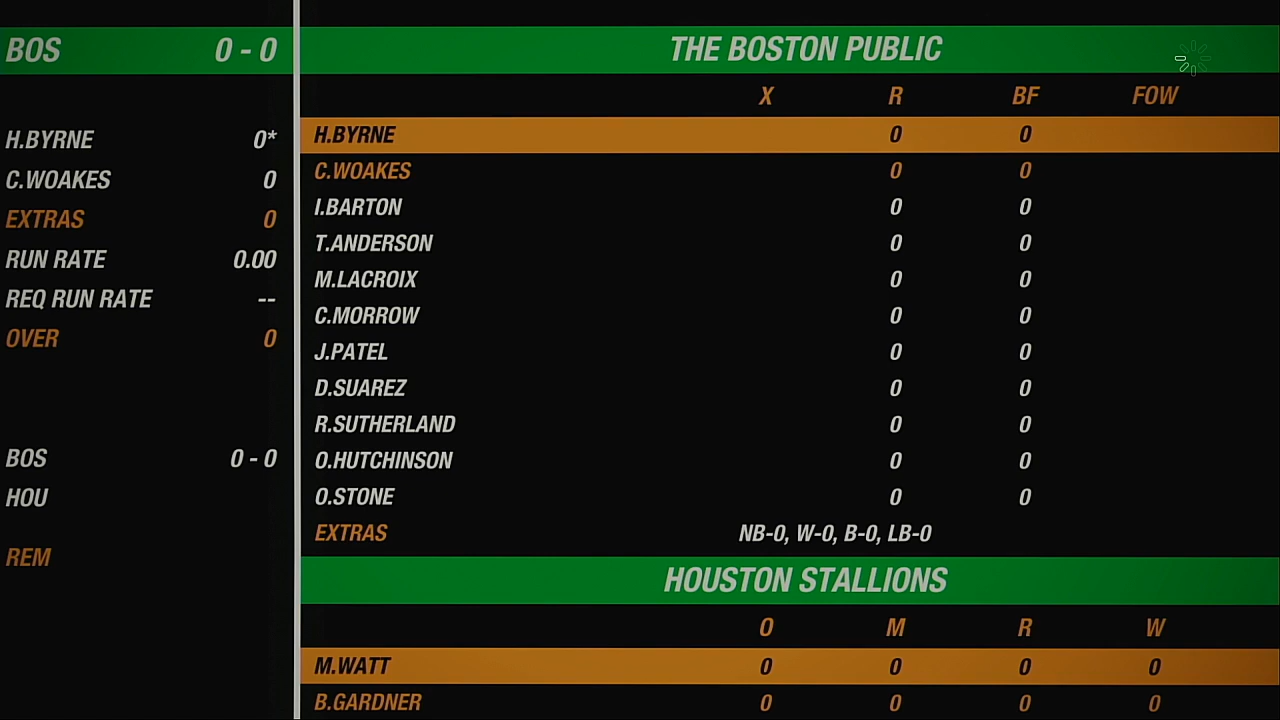 BOS 0 - 0
H.BYRNE 0*
C.WOAKES 0
EXTRAS 0
RUN RATE 0.00
REQ RUN RATE --
OVER 0
BOS 0 - 0
HOU
REM
THE BOSTON PUBLIC
X R BF FOW
H.BYRNE 0 0
C.WOAKES 0 0
I.BARTON 0 0
T.ANDERSON 0 0
M.LACROIX 0 0
C.MORROW 0 0
J.PATEL 0 0
D.SUAREZ 0 0
R.SUTHERLAND 0 0
O.HUTCHINSON 0 0
O.STONE 0 0
EXTRAS NB-0, W-0, B-0, LB-0
HOUSTON STALLIONS
O M R W
M.WATT 0 0 0 0
B.GARDNER 0 0 0 0